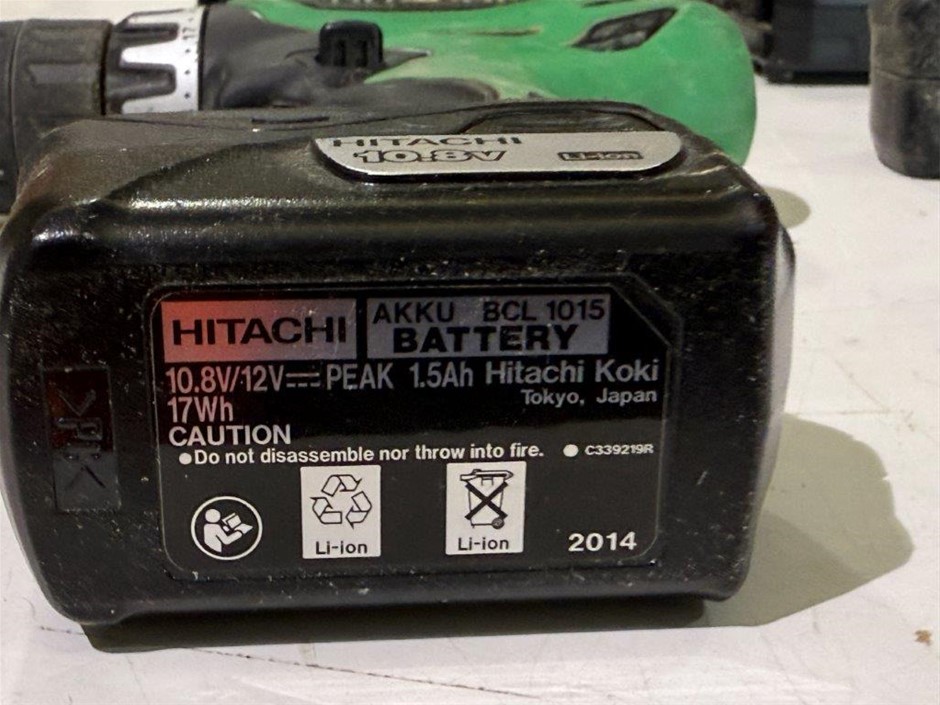 17
HITACHI
10.8V Li-ion
HITACHI AKKU BCL 1015
BATTERY
10.8V/12V⎓PEAK 1.5Ah Hitachi Koki
17Wh Tokyo, Japan
CAUTION
●Do not disassemble nor throw into fire. ● C339219R
Li-ion Li-ion
2014